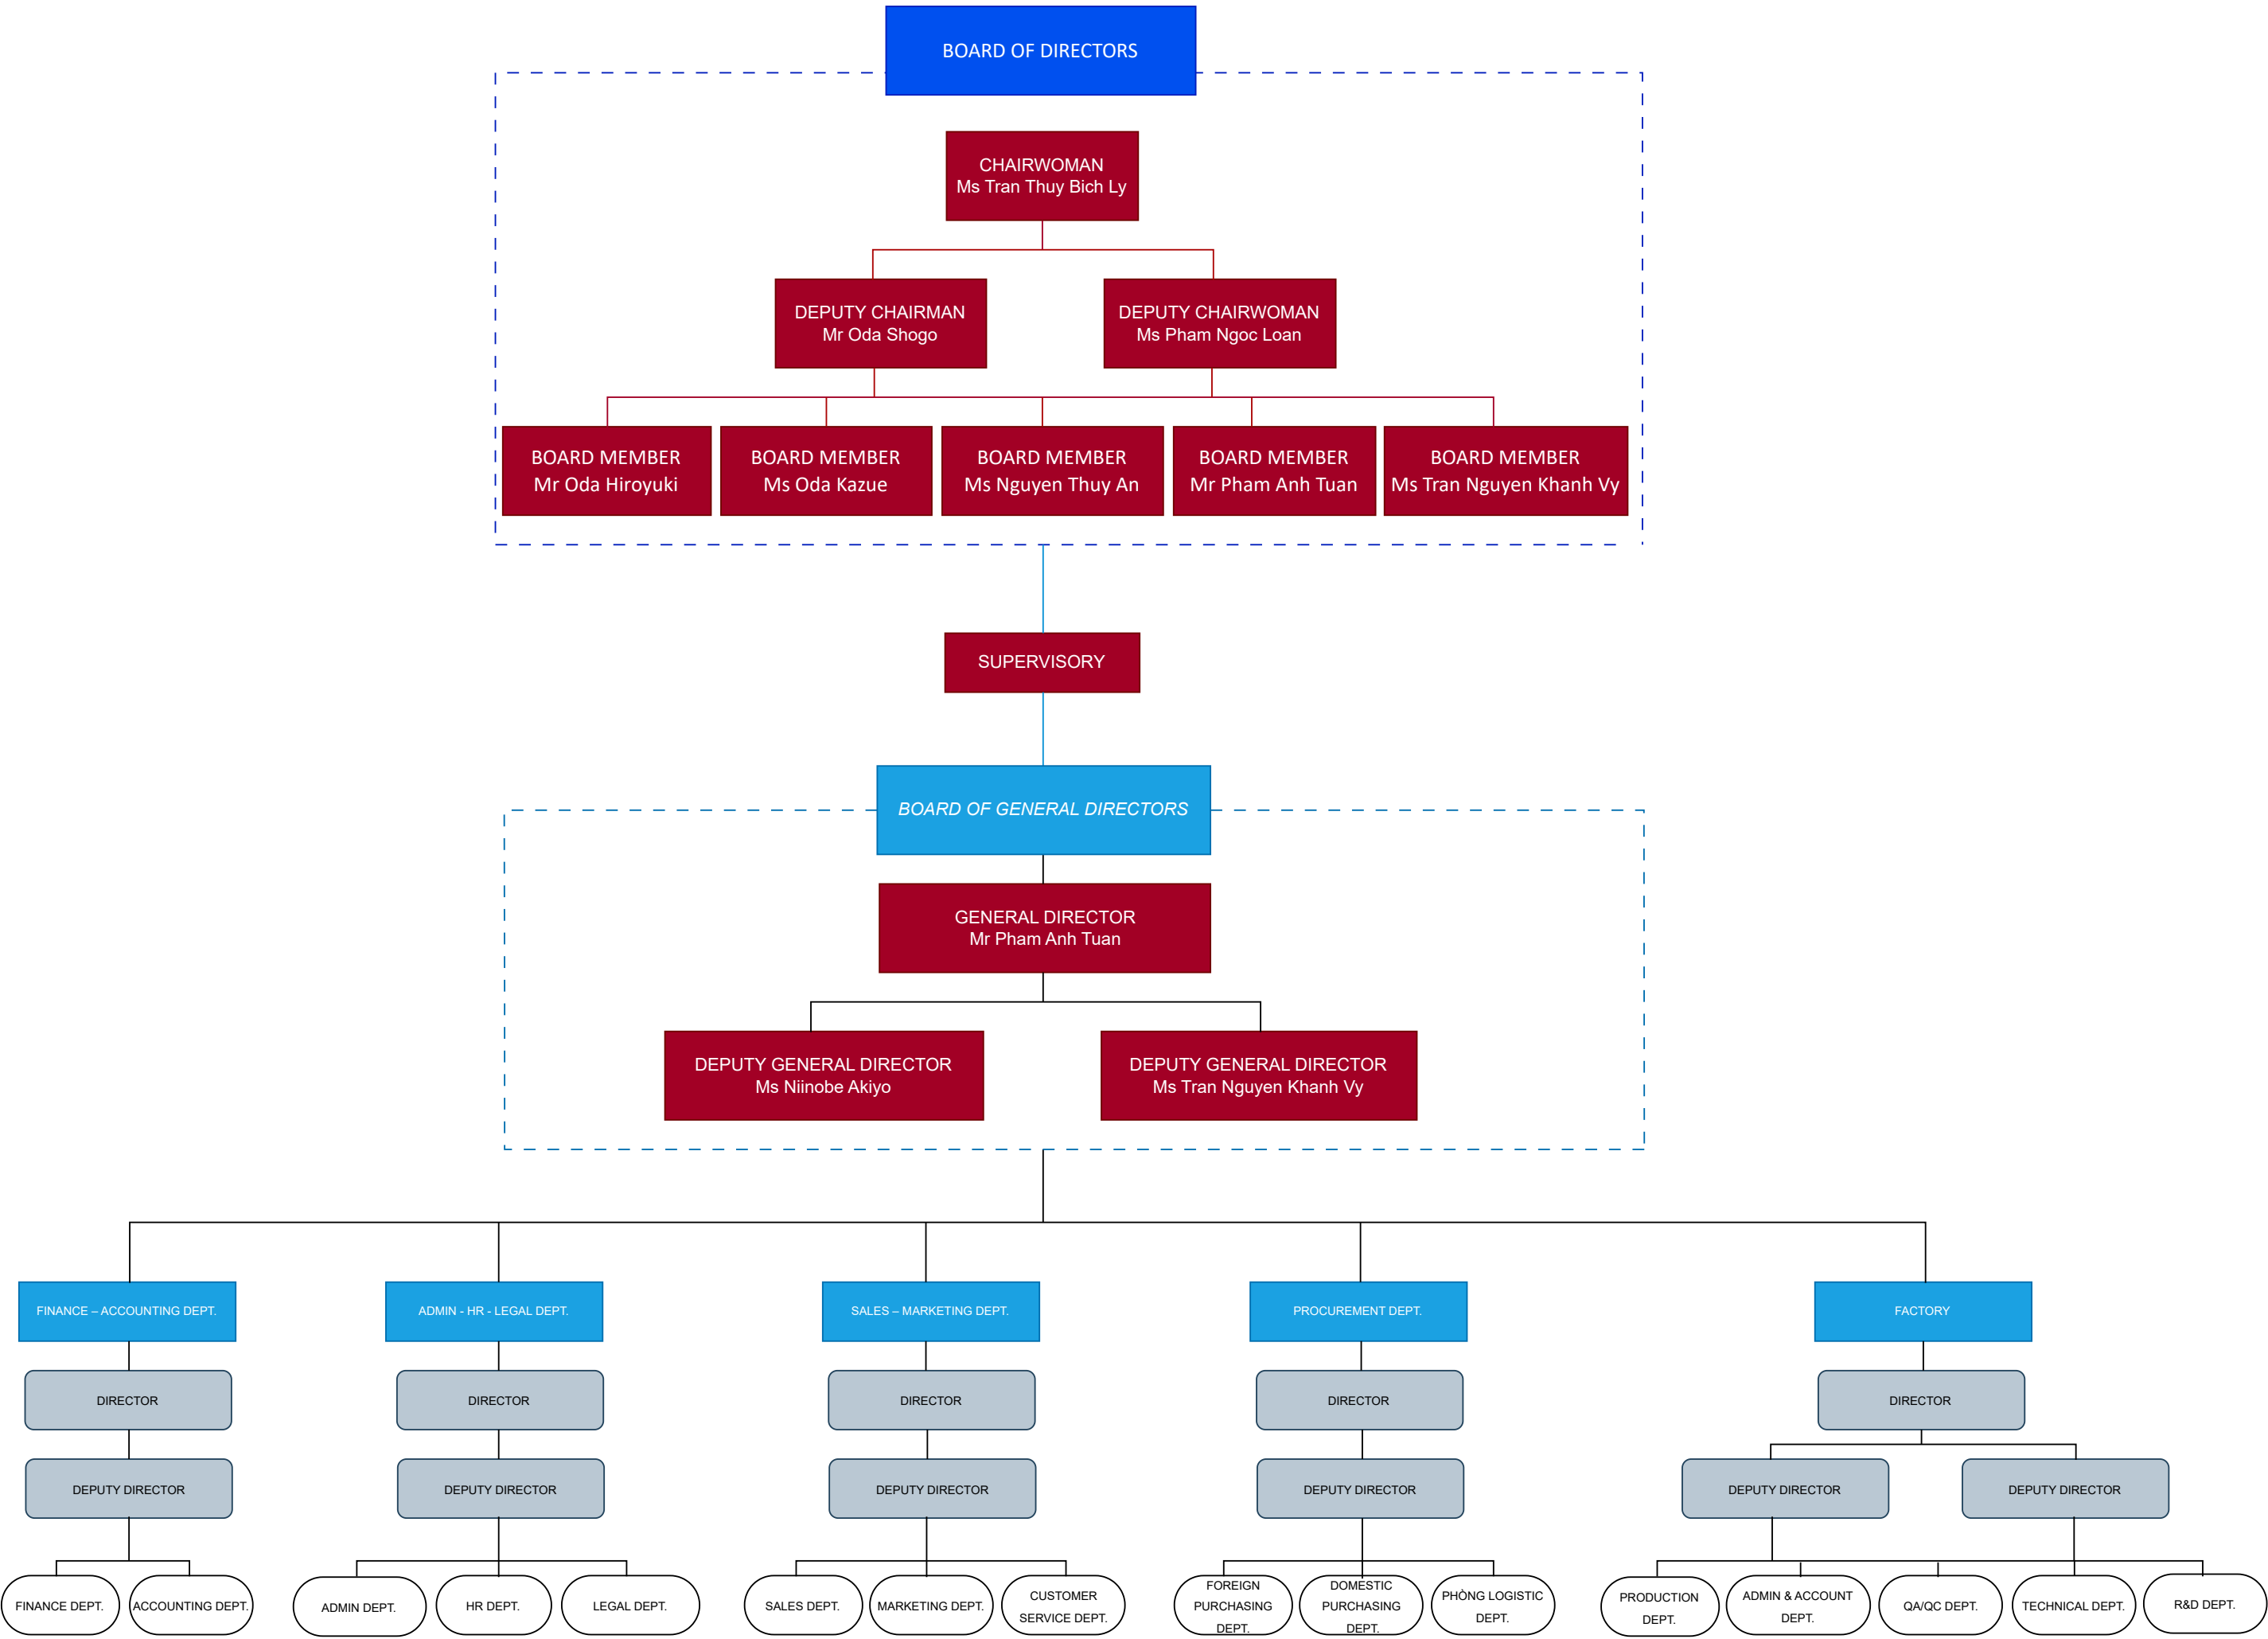 BOARD OF DIRECTORS
CHAIRWOMAN
Ms Tran Thuy Bich Ly
DEPUTY CHAIRMAN
Mr Oda Shogo
DEPUTY CHAIRWOMAN
Ms Pham Ngoc Loan
BOARD MEMBER
Mr Oda Hiroyuki
BOARD MEMBER
Ms Oda Kazue
BOARD MEMBER
Ms Nguyen Thuy An
BOARD MEMBER
Mr Pham Anh Tuan
BOARD MEMBER
Ms Tran Nguyen Khanh Vy
SUPERVISORY
BOARD OF GENERAL DIRECTORS
GENERAL DIRECTOR
Mr Pham Anh Tuan
DEPUTY GENERAL DIRECTOR
Ms Niinobe Akiyo
DEPUTY GENERAL DIRECTOR
Ms Tran Nguyen Khanh Vy
FINANCE – ACCOUNTING DEPT.
ADMIN - HR - LEGAL DEPT.
SALES – MARKETING DEPT.
PROCUREMENT DEPT.
FACTORY
DIRECTOR
DIRECTOR
DIRECTOR
DIRECTOR
DIRECTOR
DEPUTY DIRECTOR
DEPUTY DIRECTOR
DEPUTY DIRECTOR
DEPUTY DIRECTOR
DEPUTY DIRECTOR
DEPUTY DIRECTOR
FINANCE DEPT.
ACCOUNTING DEPT.
ADMIN DEPT.
HR DEPT.
LEGAL DEPT.
SALES DEPT.
MARKETING DEPT.
CUSTOMER
SERVICE DEPT.
FOREIGN
PURCHASING
DEPT.
DOMESTIC
PURCHASING
DEPT.
PHÒNG LOGISTIC
DEPT.
PRODUCTION
DEPT.
ADMIN & ACCOUNT
DEPT.
QA/QC DEPT.
TECHNICAL DEPT.
R&D DEPT.